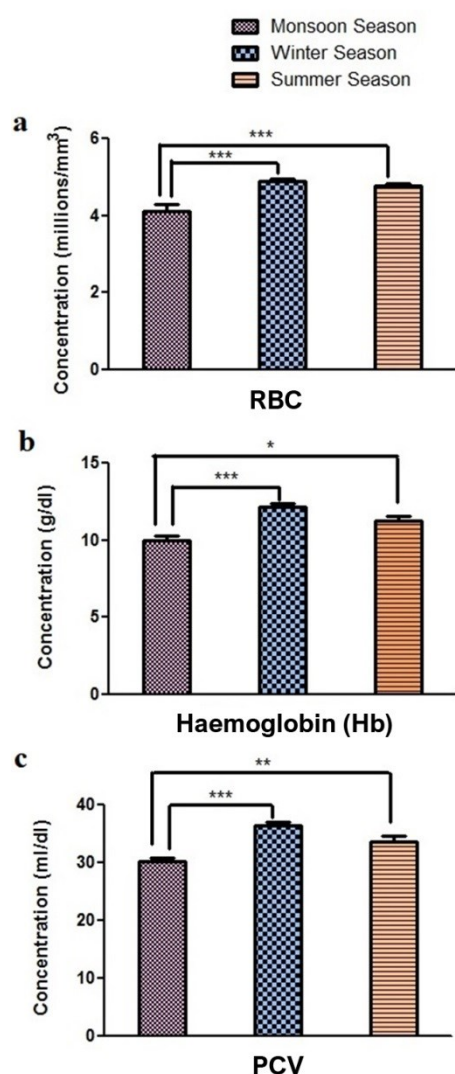 Monsoon Season
Winter Season
Summer Season
a
***
***
Concentration (millions/mm³)
6
4
2
0
RBC
b
*
***
Concentration (g/dl)
15
10
5
0
Haemoglobin (Hb)
c
**
***
Concentration (ml/dl)
40
30
20
10
0
PCV